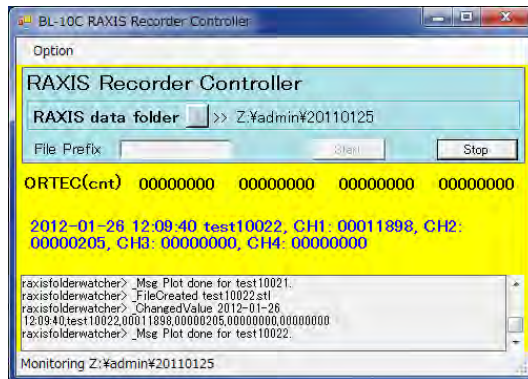 BL-10C RAXIS Recorder Controller
Option
RAXIS Recorder Controller
RAXIS data folder >> Z:¥admin¥20110125
File Prefix Start Stop
ORTEC(cnt) 00000000 00000000 00000000 00000000
2012-01-26 12:09:40 test10022, CH1: 00011898, CH2:
00000205, CH3: 00000000, CH4: 00000000
raxisfolderwatcher> _Msg Plot done for test10021.
raxisfolderwatcher> _FileCreated test10022.stl
raxisfolderwatcher> _ChangedValue 2012-01-26
12:09:40,test10022,00011898,00000205,00000000,00000000
raxisfolderwatcher> _Msg Plot done for test10022.
Monitoring Z:¥admin¥20110125